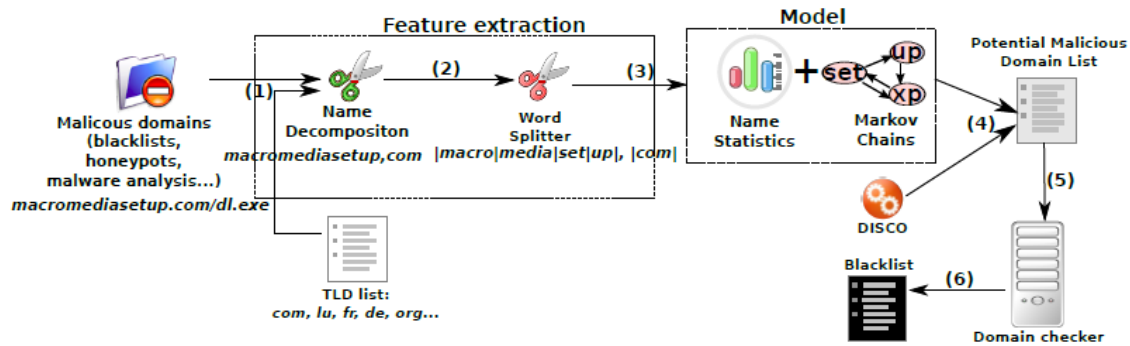 Feature extraction
Model
(1)
(2)
(3)
Malicous domains
(blacklists,
honeypots,
malware analysis...)
macromediasetup.com/dl.exe
Name
Decompositon
macromediasetup,com
Word
Splitter
|macro|media|set|up|, |com|
TLD list:
com, lu, fr, de, org...
Name
Statistics
+
set
up
xp
Markov
Chains
Potential Malicious
Domain List
(4)
DISCO
(5)
Domain checker
(6)
Blacklist